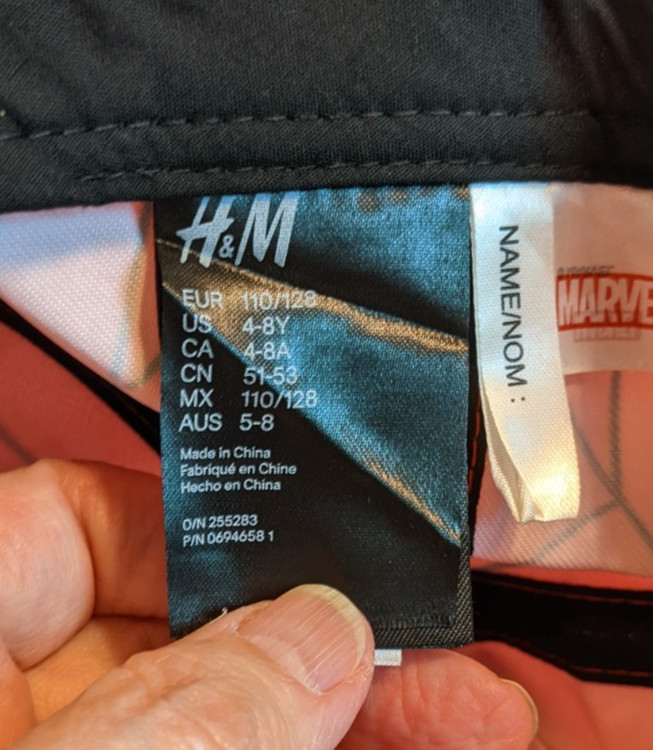 H&M
EUR 110/128
US 4-8Y
CA 4-8A
CN 51-53
MX 110/128
AUS 5-8
Made in China
Fabriqué en Chine
Hecho en China
O/N 255283
P/N 0694658 1
NAME/NOM :
MARVE